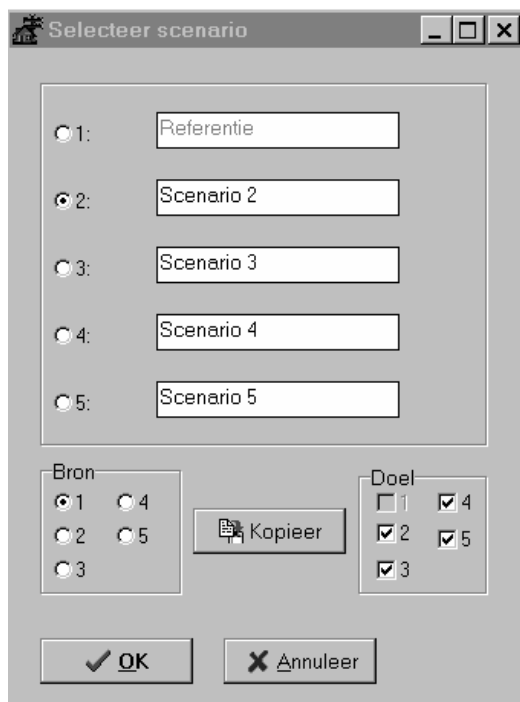 Selecteer scenario
1: Referentie
2: Scenario 2
3: Scenario 3
4: Scenario 4
5: Scenario 5
Bron
1 4
2 5
3
Kopieer
Doel
1 4
2 5
3
OK
Annuleer